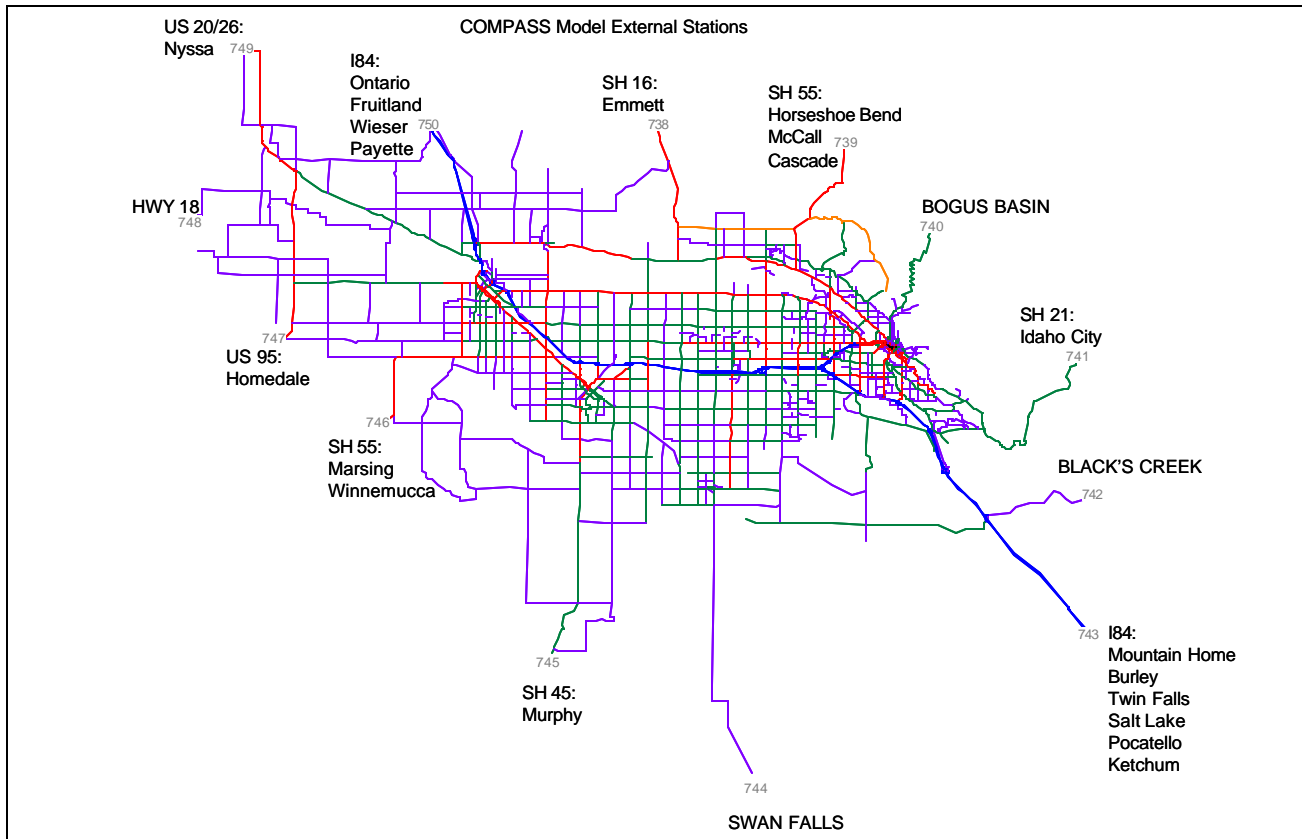 COMPASS Model External Stations
US 20/26:
Nyssa
749
I84:
Ontario
Fruitland
Wieser
Payette
750
SH 16:
Emmett
738
SH 55:
Horseshoe Bend
McCall
Cascade
739
HWY 18
748
BOGUS BASIN
740
SH 21:
Idaho City
741
747
US 95:
Homedale
746
SH 55:
Marsing
Winnemucca
BLACK'S CREEK
742
743
I84:
Mountain Home
Burley
Twin Falls
Salt Lake
Pocatello
Ketchum
745
SH 45:
Murphy
744
SWAN FALLS